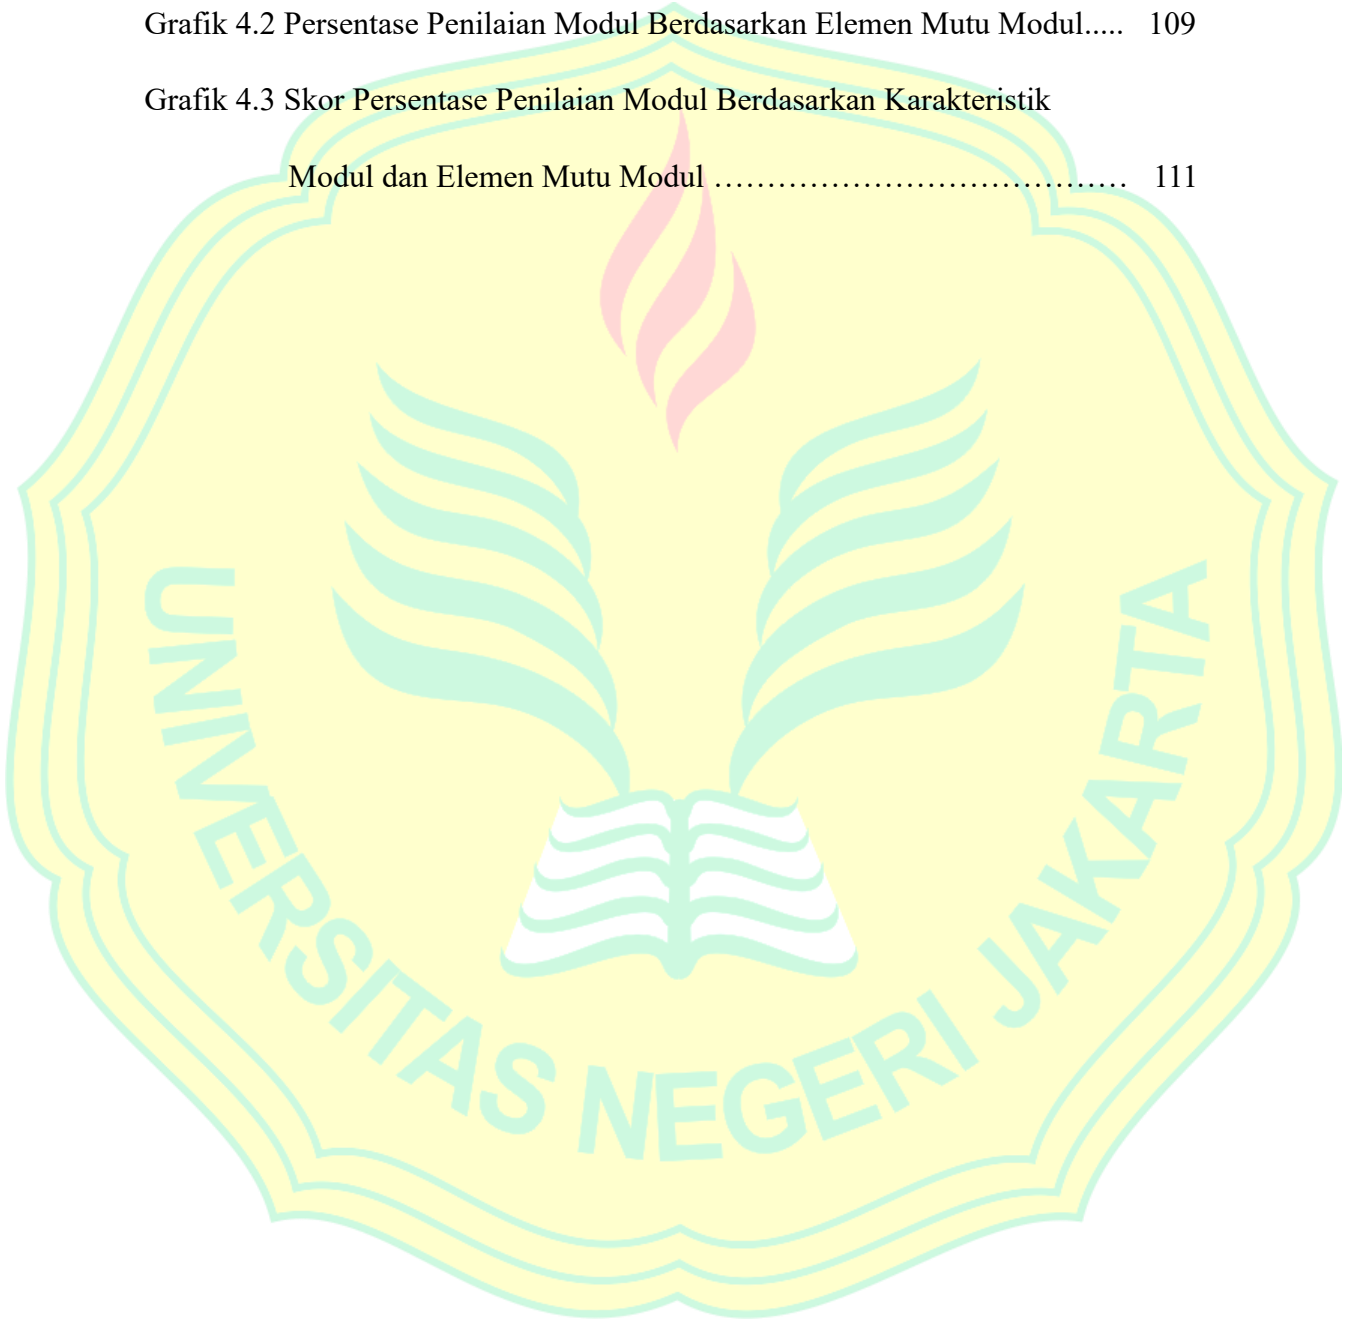 Grafik 4.2 Persentase Penilaian Modul Berdasarkan Elemen Mutu Modul..... 109
Grafik 4.3 Skor Persentase Penilaian Modul Berdasarkan Karakteristik
Modul dan Elemen Mutu Modul ………………………………… 111
UNIVERSITAS NEGERI JAKARTA